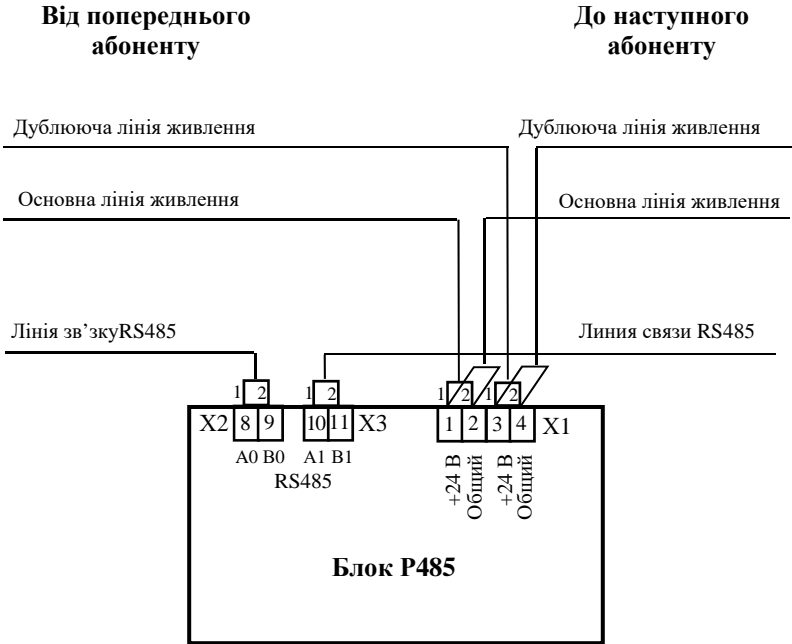 Від попереднього
абоненту
До наступного
абоненту
Дублююча лінія живлення
Дублююча лінія живлення
Основна лінія живлення
Основна лінія живлення
Лінія зв’зкуRS485
Линия связи RS485
1 2
1 2
1 2 1 2
X2 8 9
10 11 X3
1 2 3 4 X1
A0 B0 A1 B1
RS485
+24 В
Общий
+24 В
Общий
Блок Р485